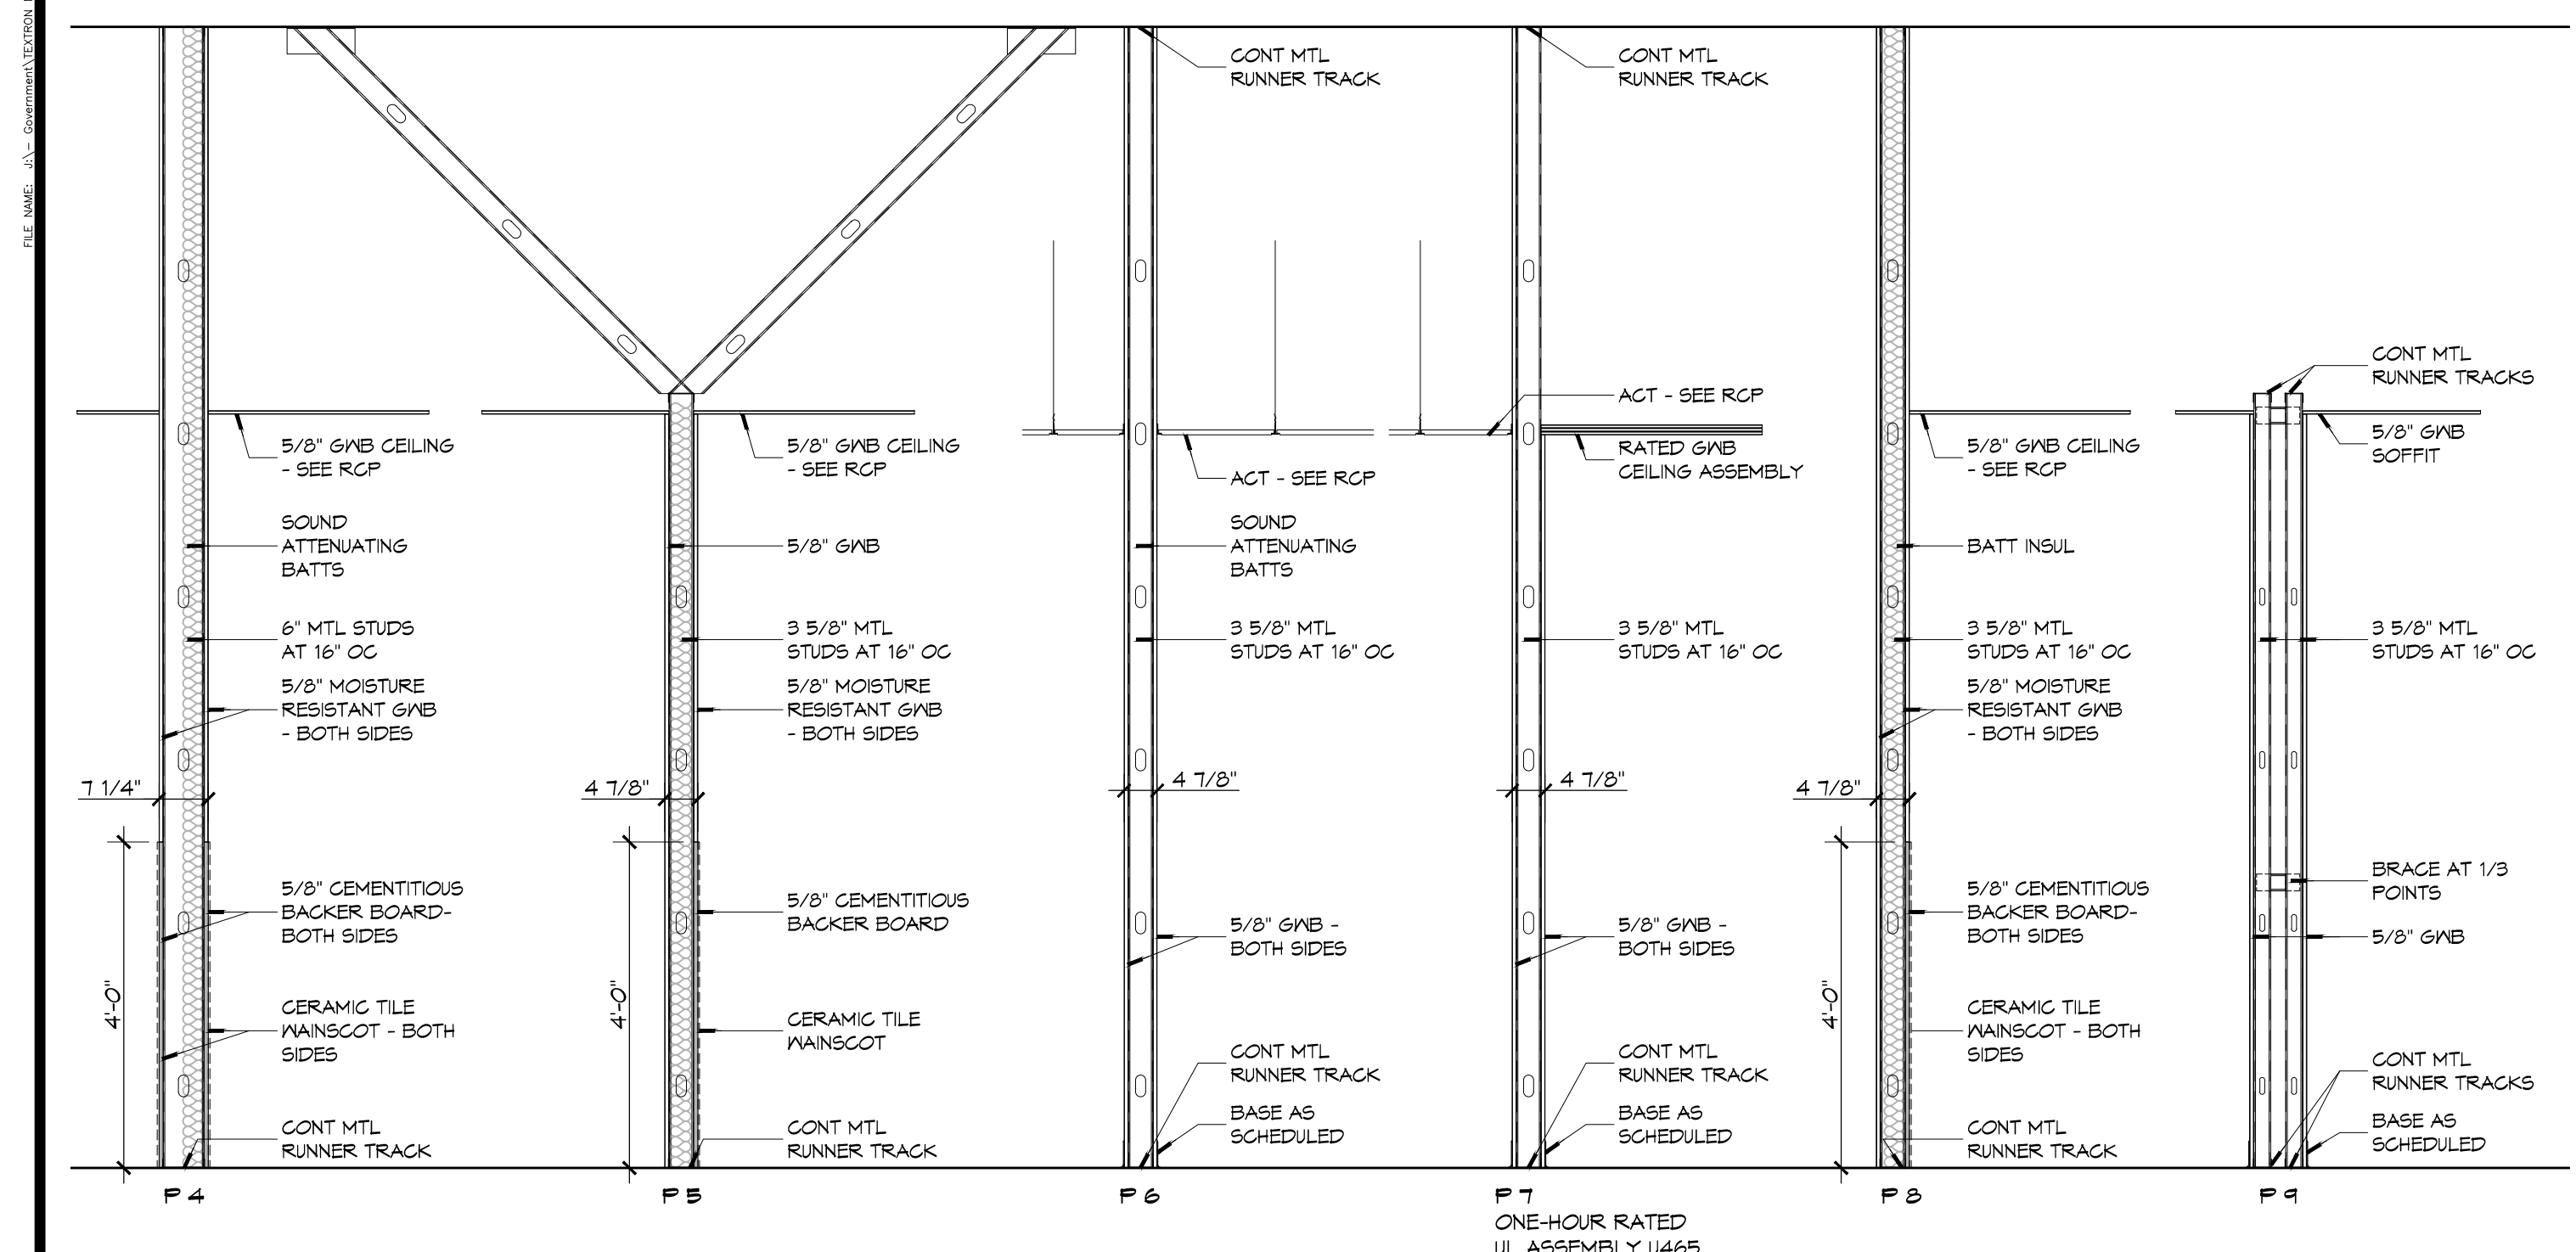 FILE NAME: J:\- Government\TEXTRON
CONT MTL
RUNNER TRACK
CONT MTL
RUNNER TRACK
CONT MTL
RUNNER TRACKS
5/8" GWB CEILING
- SEE RCP
SOUND
ATTENUATING
BATTS
6" MTL STUDS
AT 16" OC
5/8" MOISTURE
RESISTANT GWB
- BOTH SIDES
7 1/4"
5/8" CEMENTITIOUS
BACKER BOARD-
BOTH SIDES
4'-0"
CERAMIC TILE
WAINSCOT - BOTH
SIDES
CONT MTL
RUNNER TRACK
P4
5/8" GWB CEILING
- SEE RCP
5/8" GWB
3 5/8" MTL
STUDS AT 16" OC
5/8" MOISTURE
RESISTANT GWB
- BOTH SIDES
4 7/8"
5/8" CEMENTITIOUS
BACKER BOARD
4'-0"
CERAMIC TILE
WAINSCOT
CONT MTL
RUNNER TRACK
P5
ACT - SEE RCP
SOUND
ATTENUATING
BATTS
3 5/8" MTL
STUDS AT 16" OC
4 7/8"
5/8" GWB -
BOTH SIDES
CONT MTL
RUNNER TRACK
BASE AS
SCHEDULED
P6
ACT - SEE RCP
RATED GWB
CEILING ASSEMBLY
3 5/8" MTL
STUDS AT 16" OC
4 7/8"
5/8" GWB -
BOTH SIDES
CONT MTL
RUNNER TRACK
BASE AS
SCHEDULED
P7
ONE-HOUR RATED
UL ASSEMBLY U465
5/8" GWB CEILING
- SEE RCP
BATT INSUL
3 5/8" MTL
STUDS AT 16" OC
5/8" MOISTURE
RESISTANT GWB
- BOTH SIDES
4 7/8"
5/8" CEMENTITIOUS
BACKER BOARD-
BOTH SIDES
4'-0"
CERAMIC TILE
WAINSCOT - BOTH
SIDES
CONT MTL
RUNNER TRACK
P8
5/8" GWB
SOFFIT
3 5/8" MTL
STUDS AT 16" OC
BRACE AT 1/3
POINTS
5/8" GWB
CONT MTL
RUNNER TRACKS
BASE AS
SCHEDULED
P9